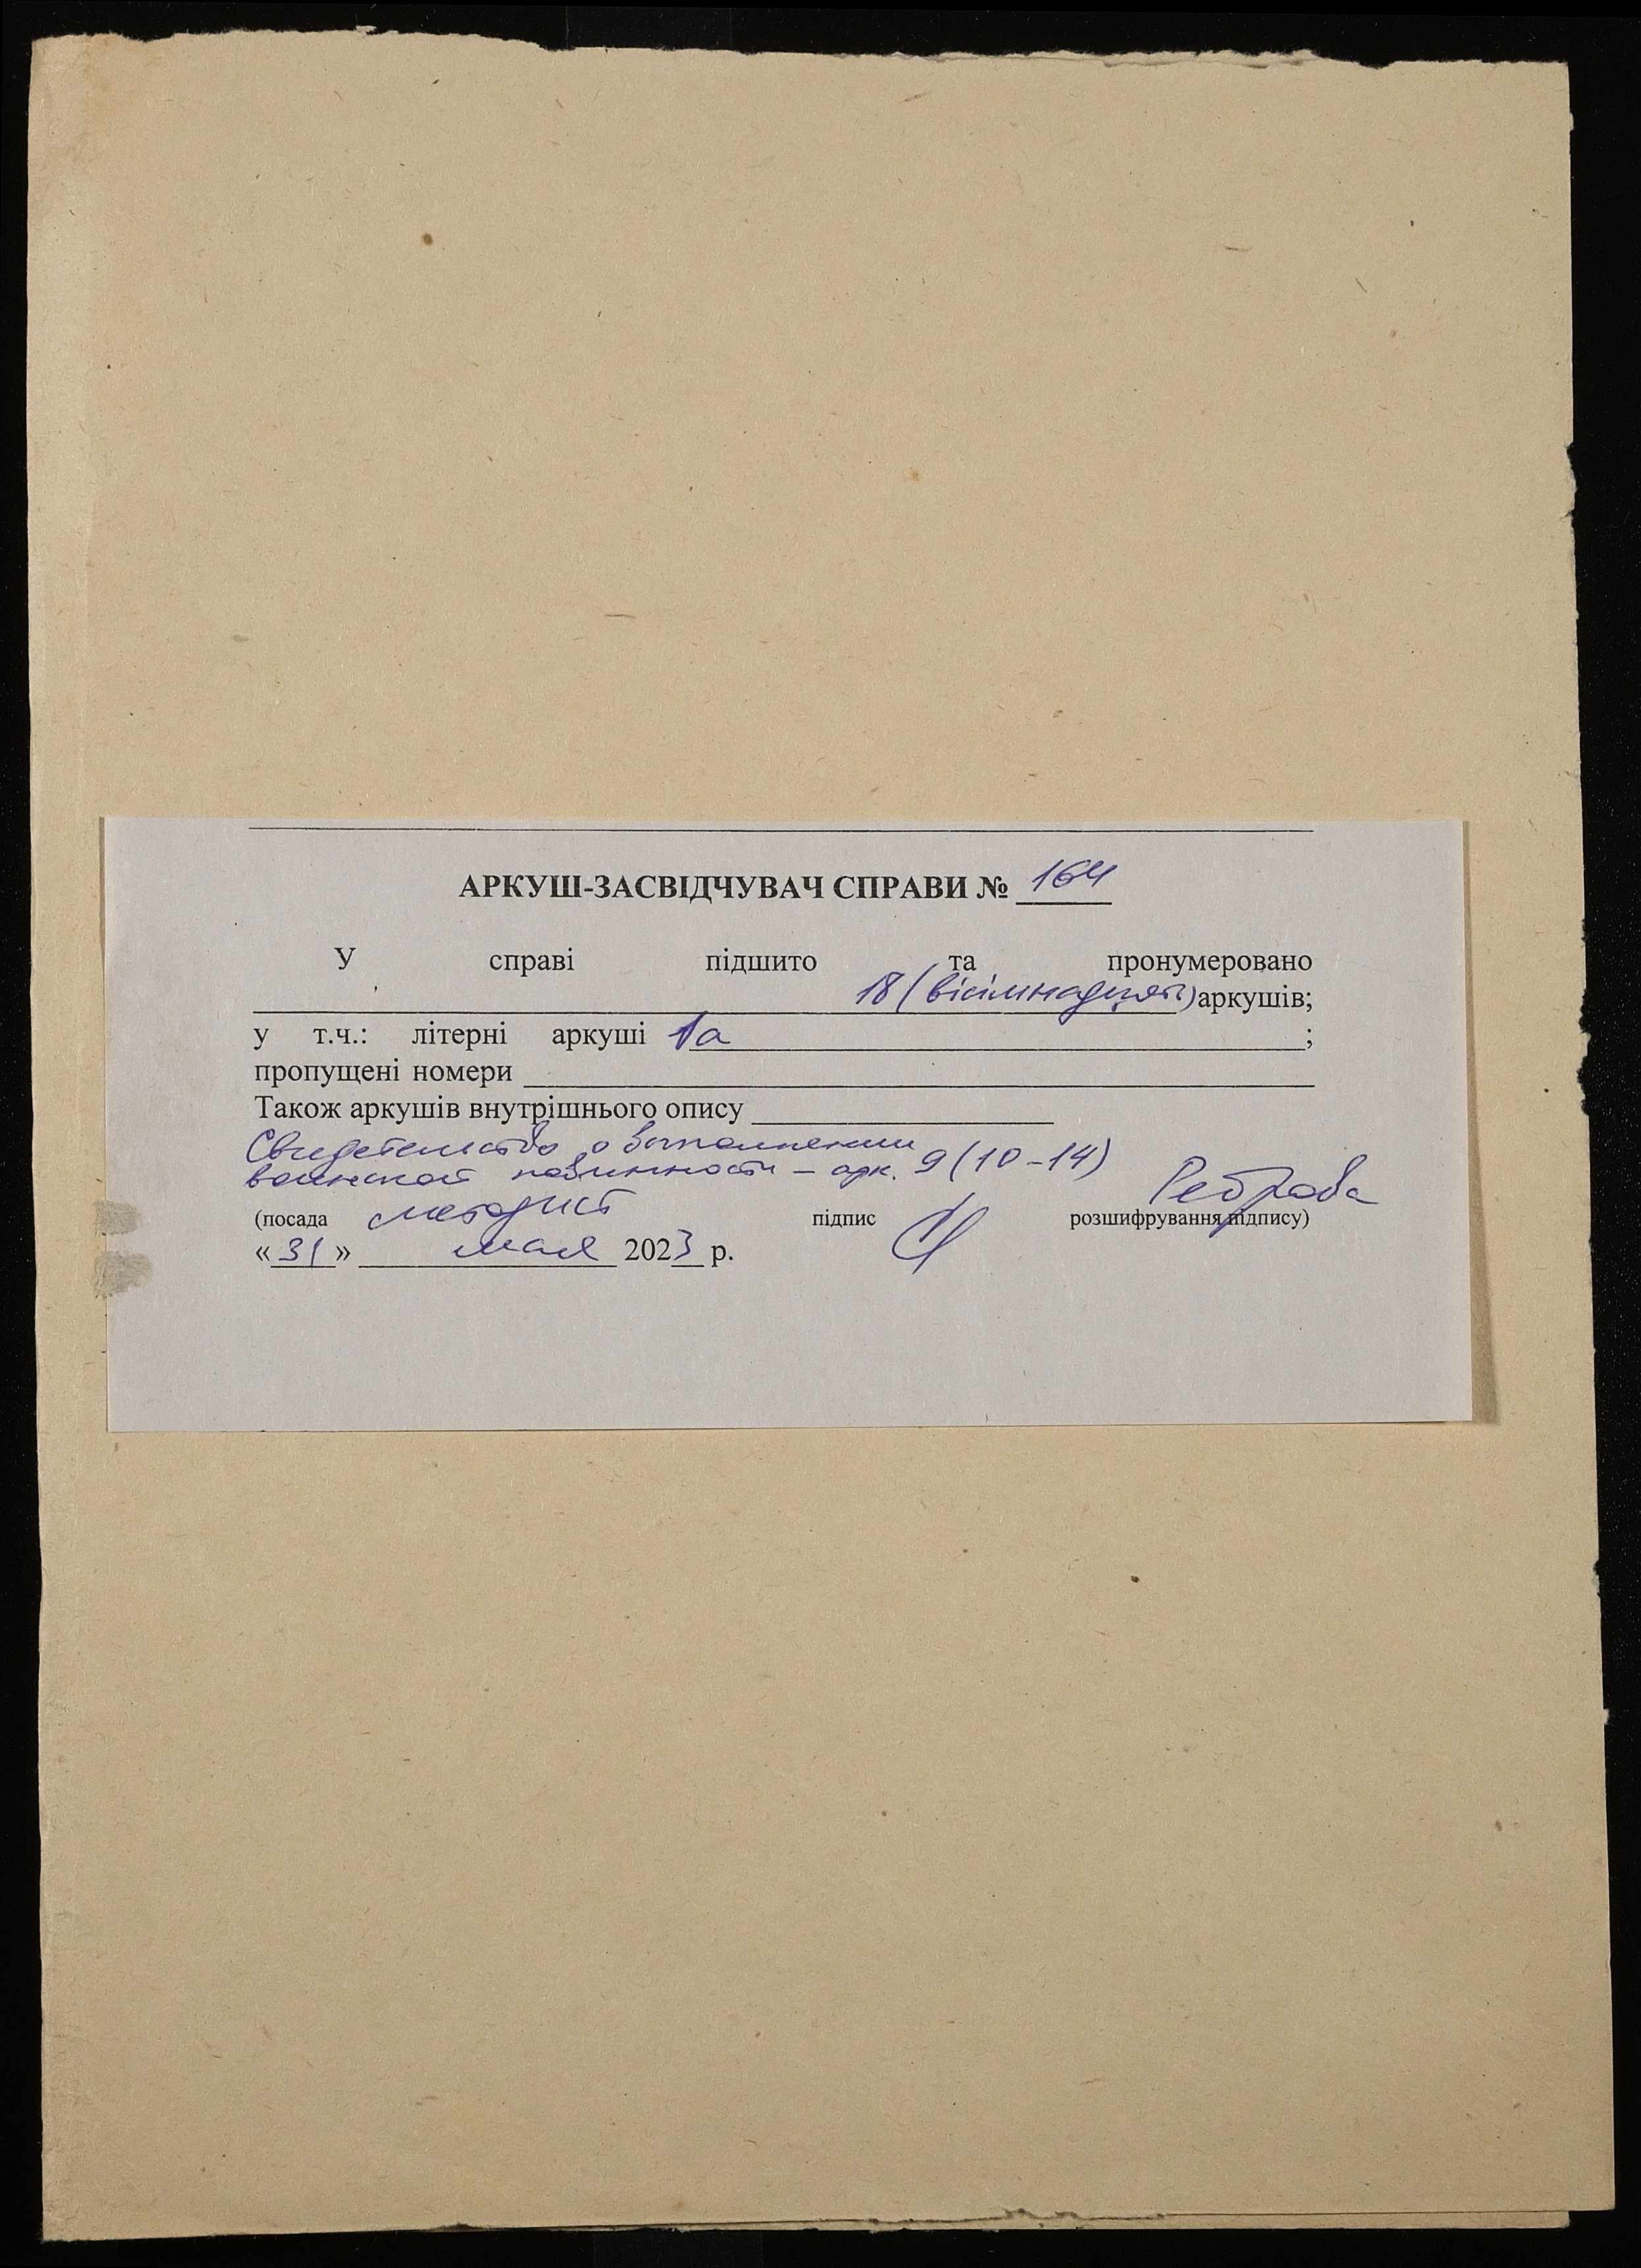 АРКУШ-ЗАСВІДЧУВАЧ СПРАВИ № 164
У справі підшито та пронумеровано
18 (вісімнадцять) аркушів;
у т.ч.: літерні аркуші 1а ;
пропущені номери
Також аркушів внутрішнього опису
Свидетельство о выполнении
воинской повинности – арк. 9 (10-14)
(посада методист підпис розшифрування підпису) Реброва
«31» мая 2023 р.